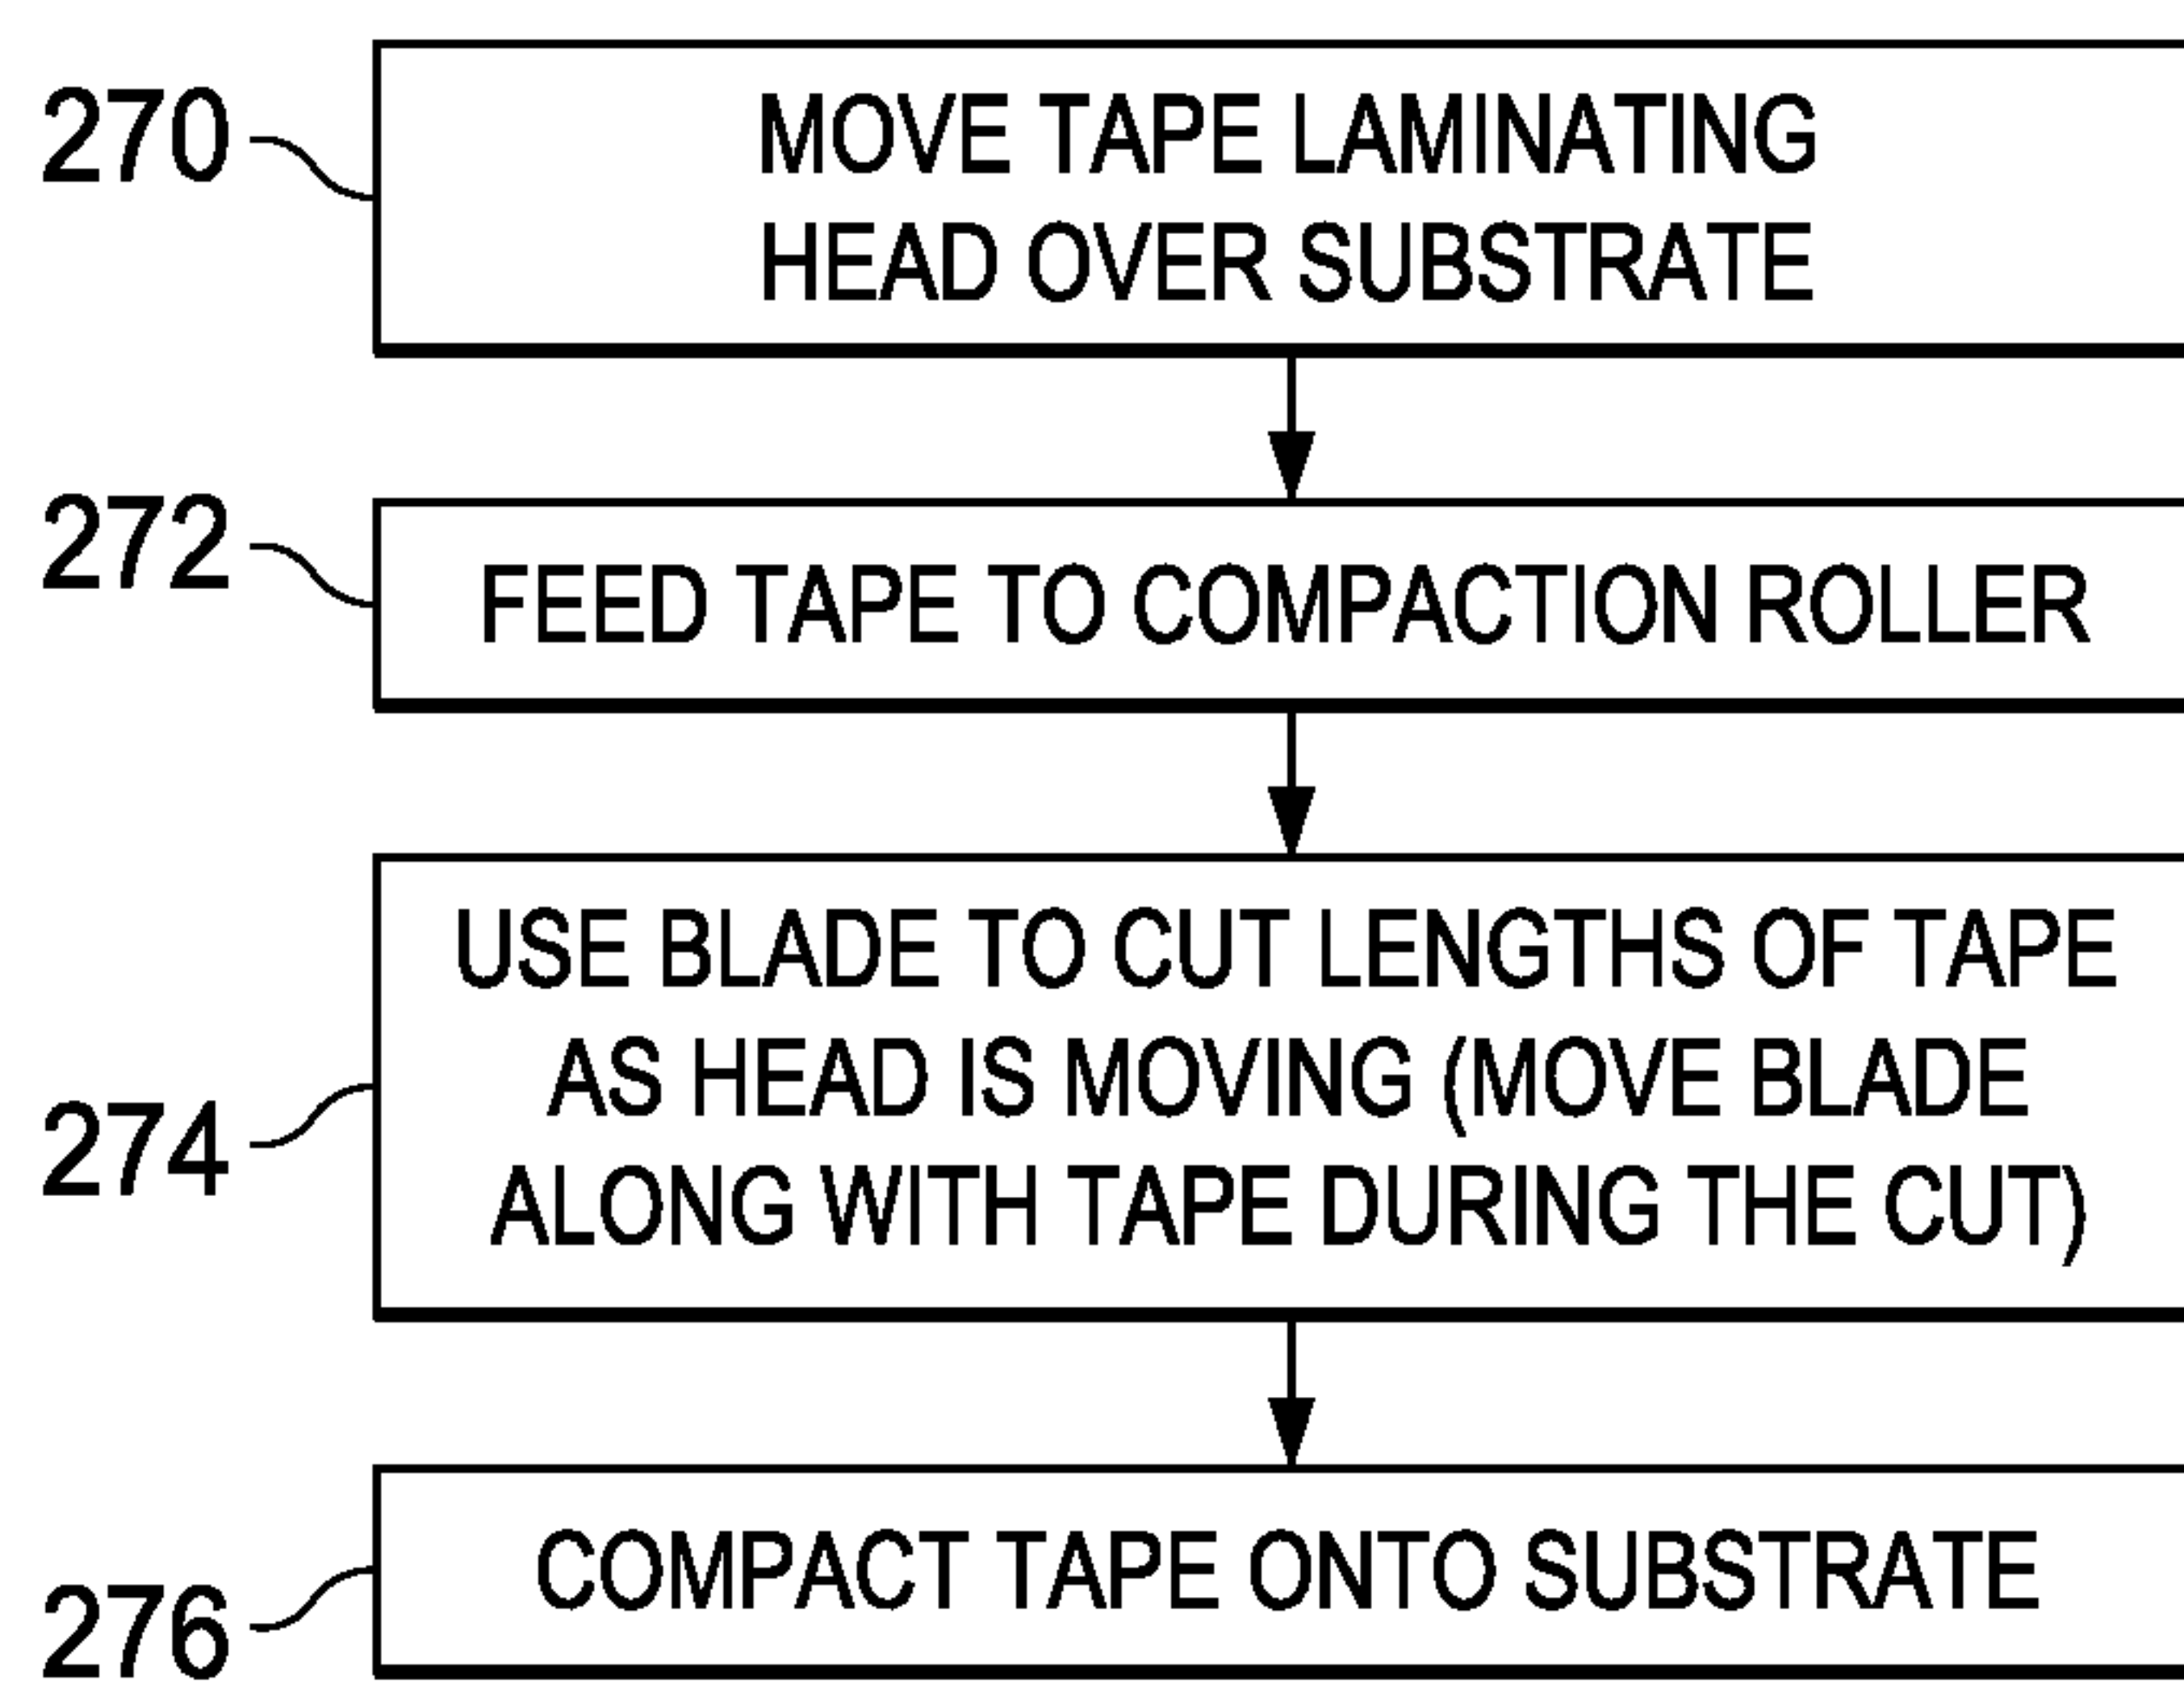 270
MOVE TAPE LAMINATING
HEAD OVER SUBSTRATE
272
FEED TAPE TO COMPACTION ROLLER
274
USE BLADE TO CUT LENGTHS OF TAPE
AS HEAD IS MOVING (MOVE BLADE
ALONG WITH TAPE DURING THE CUT)
276
COMPACT TAPE ONTO SUBSTRATE